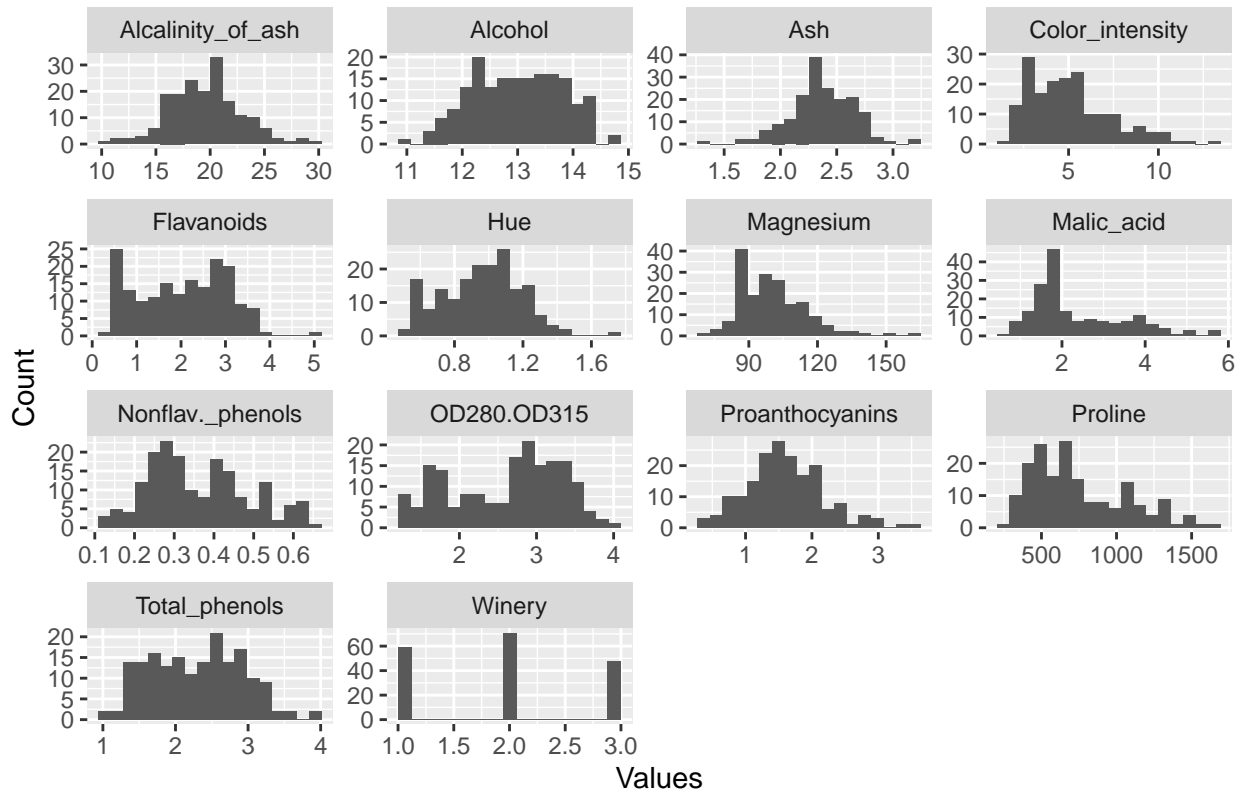 Alcalinity_of_ash
Alcohol
Ash
Color_intensity
30
20
10
0
10 15 20 25 30
20
15
10
5
0
11 12 13 14 15
40
30
20
10
0
1.5 2.0 2.5 3.0
30
20
10
0
5 10
Flavanoids
Hue
Magnesium
Malic_acid
25
20
15
10
5
0
0 1 2 3 4 5
20
10
0
0.8 1.2 1.6
40
30
20
10
0
90 120 150
40
30
20
10
0
2 4 6
Count
Nonflav._phenols
OD280.OD315
Proanthocyanins
Proline
20
15
10
5
0
0.1 0.2 0.3 0.4 0.5 0.6
20
15
10
5
0
2 3 4
20
10
0
1 2 3
20
10
0
500 1000 1500
Total_phenols
Winery
20
15
10
5
0
1 2 3 4
60
40
20
0
1.0 1.5 2.0 2.5 3.0
Values